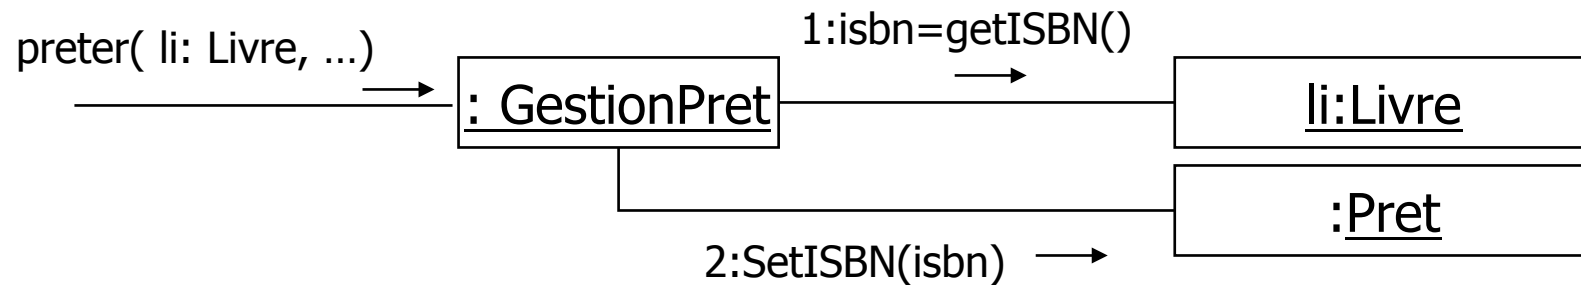 1:isbn=getISBN()
preter( li: Livre, ...)
: GestionPret
li:Livre
:Pret
2:SetISBN(isbn)